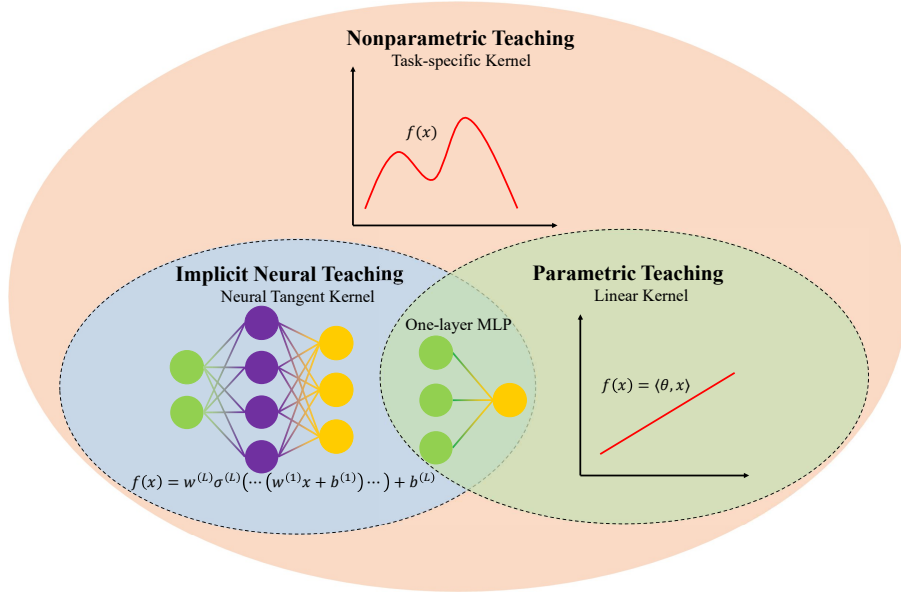 Nonparametric Teaching
Task-specific Kernel
f(x)
Implicit Neural Teaching
Neural Tangent Kernel
f(x) = w^(L)σ^(L)(⋯(w^(1)x + b^(1))⋯) + b^(L)
One-layer MLP
Parametric Teaching
Linear Kernel
f(x) = ⟨θ, x⟩